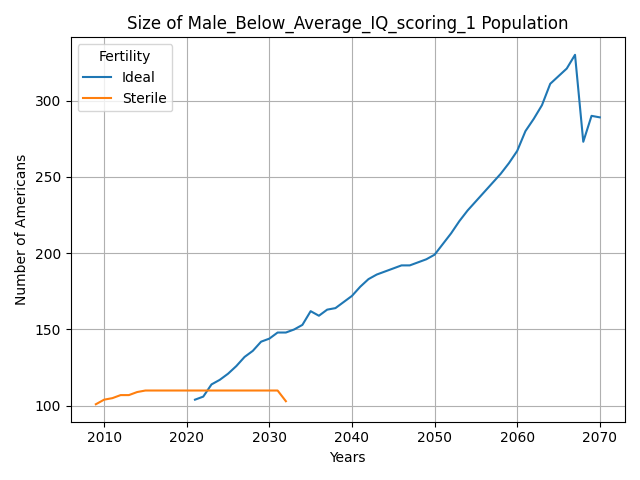 Size of Male_Below_Average_IQ_scoring_1 Population
Fertility
Ideal
Sterile
Number of Americans
300
250
200
150
100
2010 2020 2030 2040 2050 2060 2070
Years